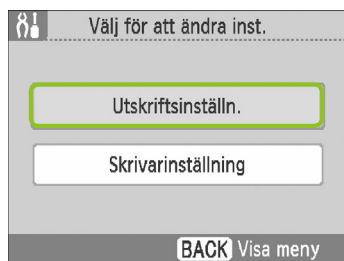 Välj för att ändra inst.
Utskriftsinställn.
Skrivarinställning
BACK Visa meny